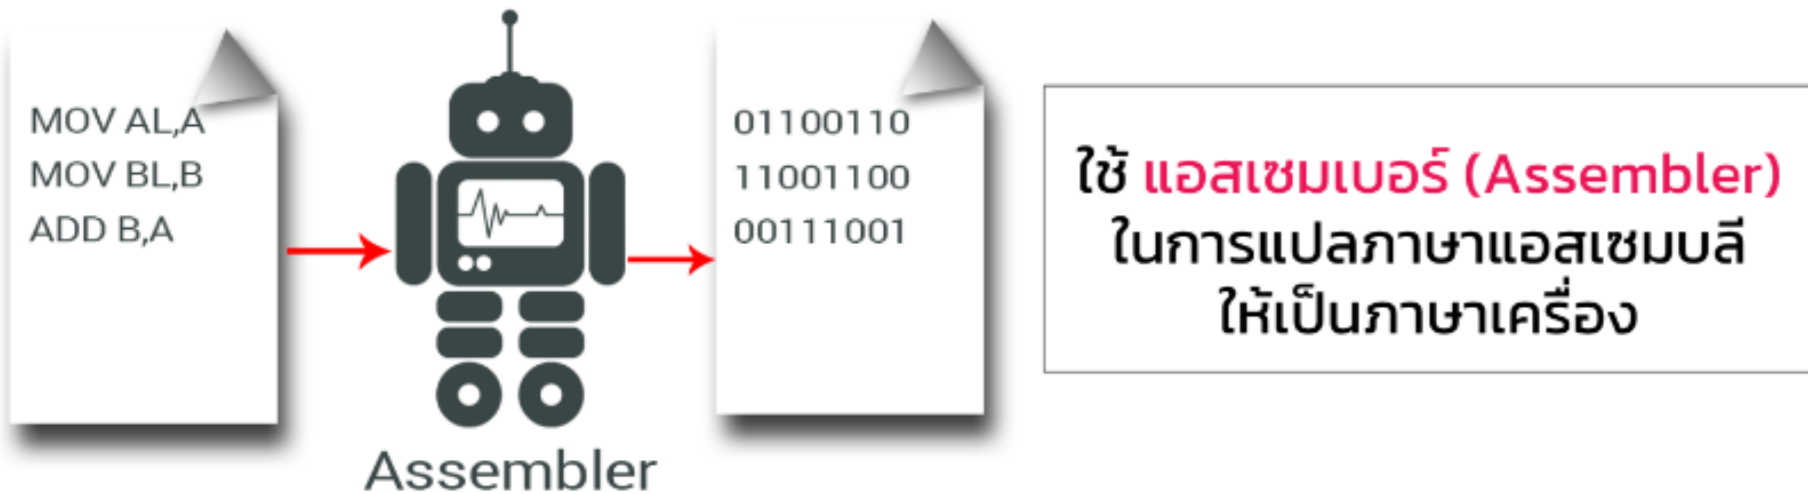 MOV AL,A
MOV BL,B
ADD B,A
Assembler
01100110
11001100
00111001
ใช้ แอสเซมเบอร์ (Assembler)
ในการแปลภาษาแอสเซมบลี
ให้เป็นภาษาเครื่อง